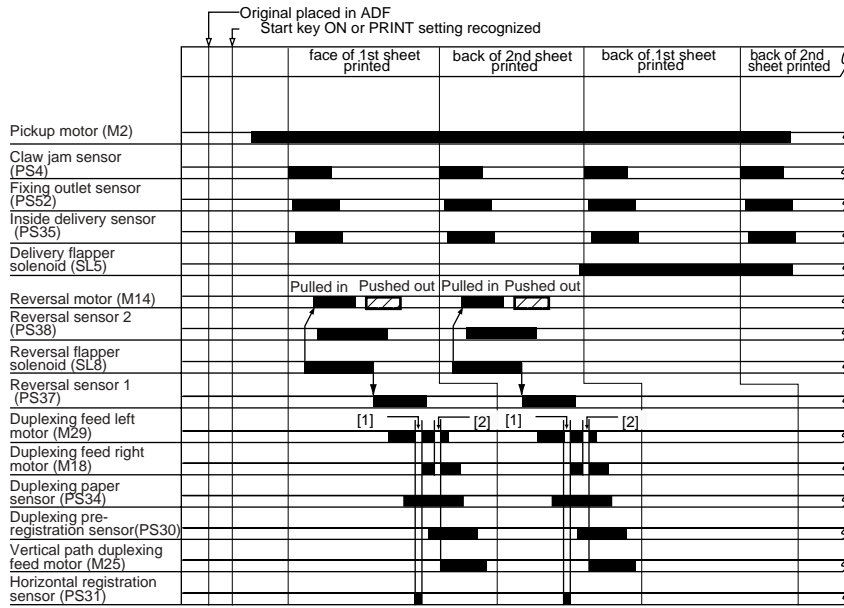 Original placed in ADF
Start key ON or PRINT setting recognized
face of 1st sheet
printed
back of 2nd sheet
printed
back of 1st sheet
printed
back of 2nd
sheet printed
Pickup motor (M2)
Claw jam sensor
(PS4)
Fixing outlet sensor
(PS52)
Inside delivery sensor
(PS35)
Delivery flapper
solenoid (SL5)
Pulled in Pushed out Pulled in Pushed out
Reversal motor (M14)
Reversal sensor 2
(PS38)
Reversal flapper
solenoid (SL8)
Reversal sensor 1
(PS37)
Duplexing feed left
motor (M29)
[1] [2] [1] [2]
Duplexing feed right
motor (M18)
Duplexing paper
sensor (PS34)
Duplexing pre-
registration sensor(PS30)
Vertical path duplexing
feed motor (M25)
Horizontal registration
sensor (PS31)